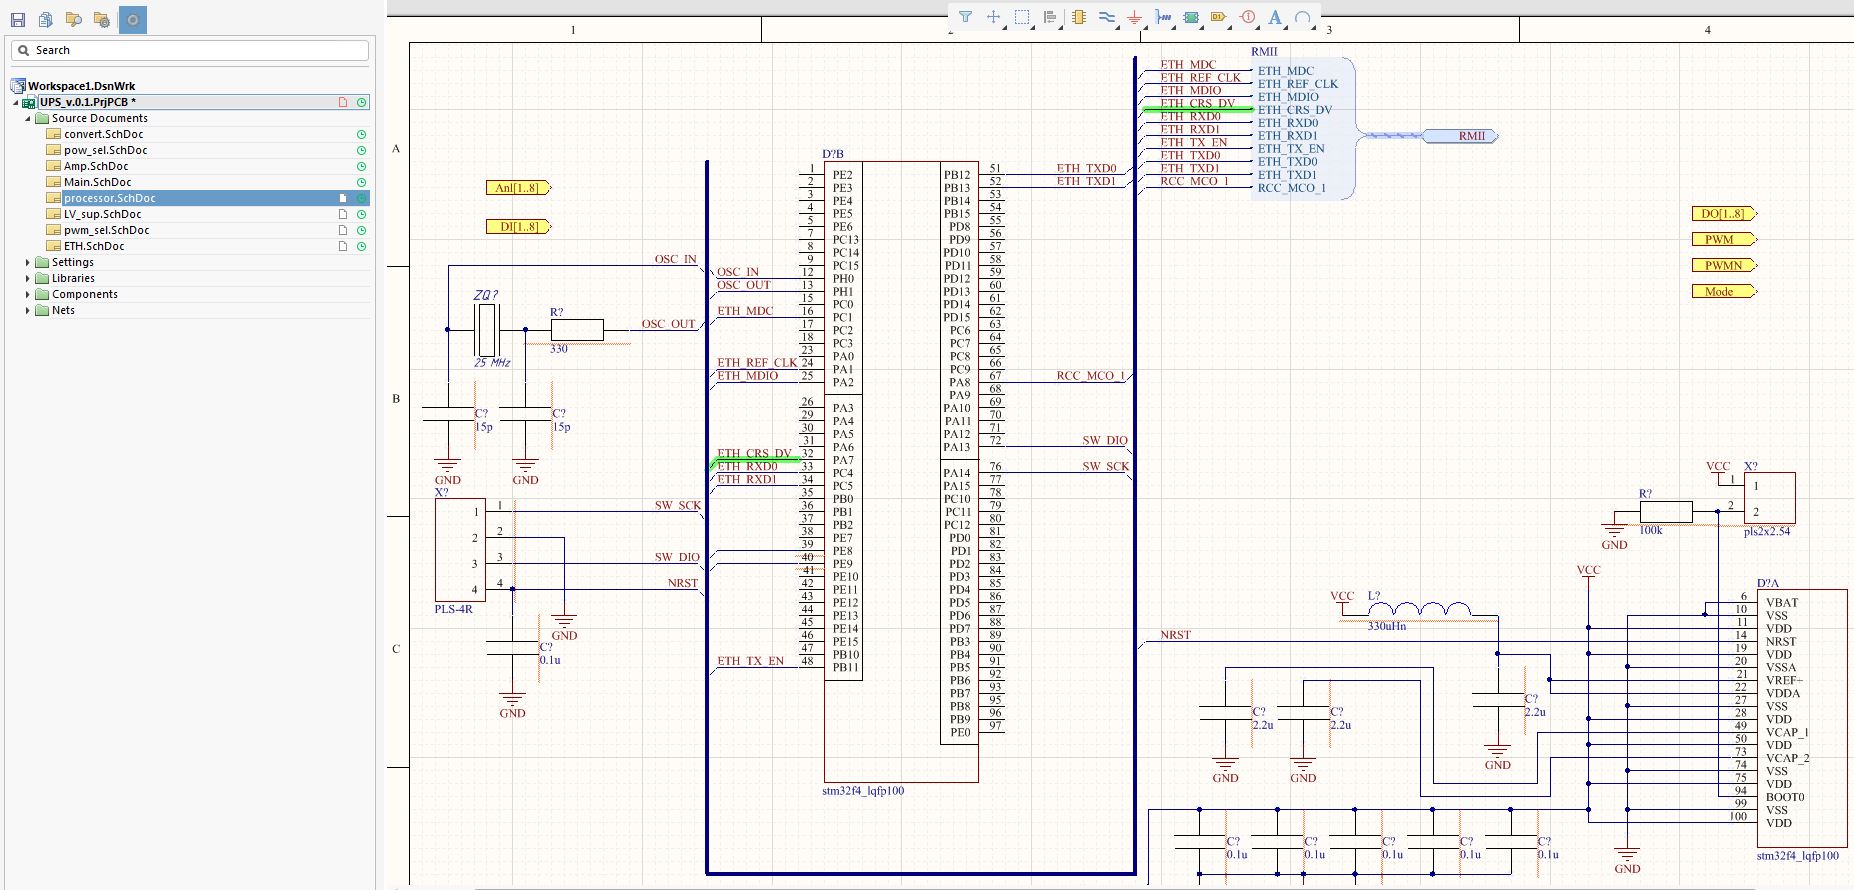 Search
Workspace1.DsnWrk
UPS_v.0.1.PrjPCB *
Source Documents
convert.SchDoc
pow_sel.SchDoc
Amp.SchDoc
Main.SchDoc
processor.SchDoc
LV_sup.SchDoc
pwm_sel.SchDoc
ETH.SchDoc
Settings
Libraries
Components
Nets
1
2
3
4
A
B
C
AnI[1..8]
DI[1..8]
OSC_IN
ZQ?
25 MHz
R?
330
OSC_OUT
C?
15p
C?
15p
GND
GND
X?
1
2
3
4
1
2
3
4
PLS-4R
SW_SCK
SW_DIO
NRST
GND
C?
0.1u
GND
D?B
OSC_IN
OSC_OUT
ETH_MDC
ETH_REF_CLK
ETH_MDIO
ETH_CRS_DV
ETH_RXD0
ETH_RXD1
ETH_TX_EN
1 PE2
2 PE3
3 PE4
4 PE5
5 PE6
7 PC13
8 PC14
9 PC15
12 PH0
13 PH1
15 PC0
16 PC1
17 PC2
18 PC3
23 PA0
24 PA1
25 PA2
26 PA3
29 PA4
30 PA5
31 PA6
32 PA7
33 PC4
34 PC5
35 PB0
36 PB1
37 PB2
38 PE7
39 PE8
40 PE9
41 PE10
42 PE11
43 PE12
44 PE13
45 PE14
46 PE15
47 PB10
48 PB11
PB12 51
PB13 52
PB14 53
PB15 54
PD8 55
PD9 56
PD10 57
PD11 58
PD12 59
PD13 60
PD14 61
PD15 62
PC6 63
PC7 64
PC8 65
PC9 66
PA8 67
PA9 68
PA10 69
PA11 70
PA12 71
PA13 72
PA14 76
PA15 77
PC10 78
PC11 79
PC12 80
PD0 81
PD1 82
PD2 83
PD3 84
PD4 85
PD5 86
PD6 87
PD7 88
PB3 89
PB4 90
PB5 91
PB6 92
PB7 93
PB8 95
PB9 96
PE0 97
stm32f4_lqfp100
ETH_TXD0
ETH_TXD1
RCC_MCO_1
SW_DIO
SW_SCK
RMII
ETH_MDC ETH_MDC
ETH_REF_CLK ETH_REF_CLK
ETH_MDIO ETH_MDIO
ETH_CRS_DV ETH_CRS_DV
ETH_RXD0 ETH_RXD0
ETH_RXD1 ETH_RXD1
ETH_TX_EN ETH_TX_EN
ETH_TXD0 ETH_TXD0
ETH_TXD1 ETH_TXD1
RCC_MCO_1 RCC_MCO_1
RMII
DO[1..8]
PWM
PWMN
Mode
VCC
X?
1
1
2
2
pls2x2.54
R?
100k
GND
VCC
VCC
L?
330uHn
NRST
C?
2.2u
C?
2.2u
C?
2.2u
GND
GND
GND
D?A
6 VBAT
10 VSS
11 VDD
14 NRST
19 VDD
20 VSSA
21 VREF+
22 VDDA
27 VSS
28 VDD
49 VCAP_1
50 VDD
73 VCAP_2
74 VSS
75 VDD
94 BOOT0
99 VSS
100 VDD
stm32f4_lqfp100
GND
C?
0.1u
C?
0.1u
C?
0.1u
C?
0.1u
C?
0.1u